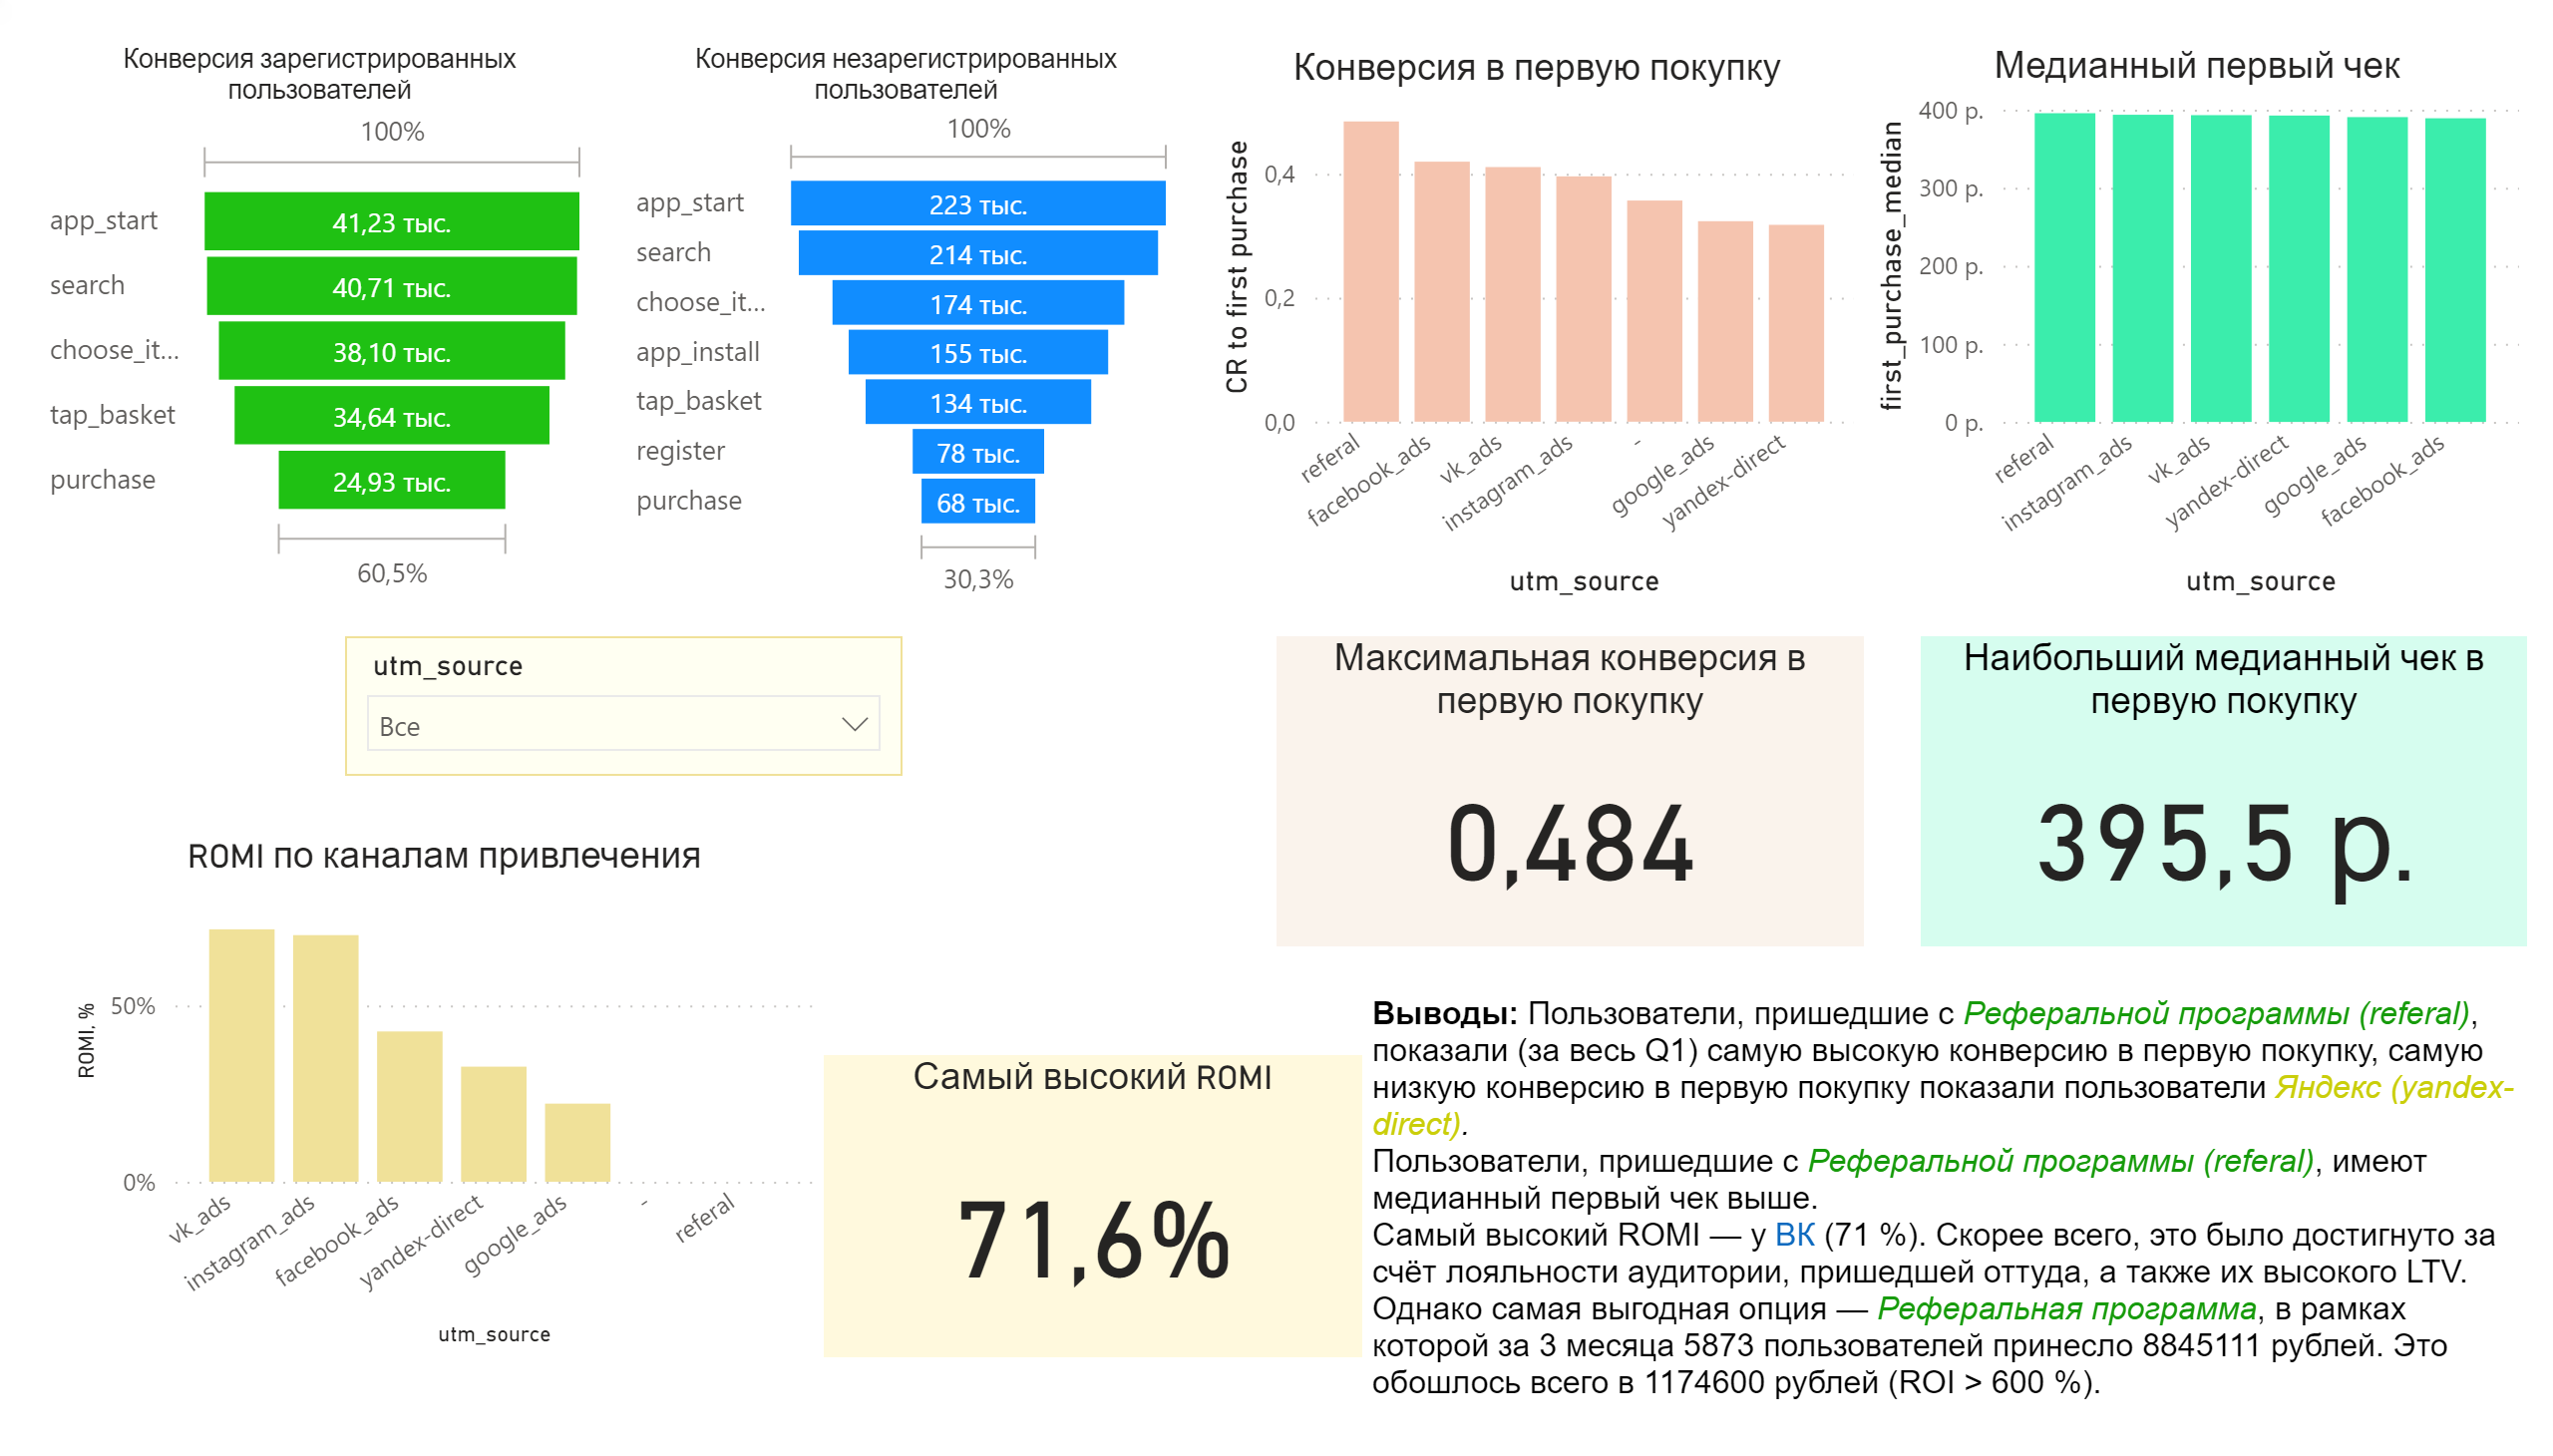 Конверсия зарегистрированных
пользователей
100%
app_start
41,23 тыс.
search
40,71 тыс.
choose_it...
38,10 тыс.
tap_basket
34,64 тыс.
purchase
24,93 тыс.
60,5%
Конверсия незарегистрированных
пользователей
100%
app_start
223 тыс.
search
214 тыс.
choose_it...
174 тыс.
app_install
155 тыс.
tap_basket
134 тыс.
register
78 тыс.
purchase
68 тыс.
30,3%
Конверсия в первую покупку
CR to first purchase
0,4
0,2
0,0
referal
facebook_ads
vk_ads
instagram_ads
-
google_ads
yandex-direct
utm_source
Медианный первый чек
first_purchase_median
400 р.
300 р.
200 р.
100 р.
0 р.
referal
instagram_ads
vk_ads
yandex-direct
google_ads
facebook_ads
utm_source
utm_source
Все
Максимальная конверсия в
первую покупку
0,484
Наибольший медианный чек в
первую покупку
395,5 р.
ROMI по каналам привлечения
ROMI, %
50%
0%
vk_ads
instagram_ads
facebook_ads
yandex-direct
google_ads
-
referal
utm_source
Самый высокий ROMI
71,6%
Выводы: Пользователи, пришедшие с Реферальной программы (referal),
показали (за весь Q1) самую высокую конверсию в первую покупку, самую
низкую конверсию в первую покупку показали пользователи Яндекс (yandex-
direct).
Пользователи, пришедшие с Реферальной программы (referal), имеют
медианный первый чек выше.
Самый высокий ROMI — у ВК (71 %). Скорее всего, это было достигнуто за
счёт лояльности аудитории, пришедшей оттуда, а также их высокого LTV.
Однако самая выгодная опция — Реферальная программа, в рамках
которой за 3 месяца 5873 пользователей принесло 8845111 рублей. Это
обошлось всего в 1174600 рублей (ROI > 600 %).